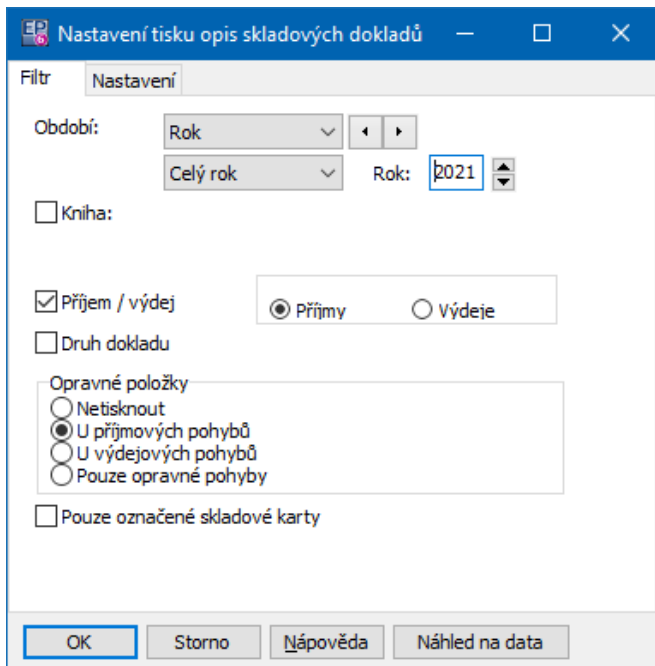 Nastavení tisku opis skladových dokladů
Filtr Nastavení
Období: Rok
Celý rok Rok: 2021
Kniha:
Příjem / výdej Příjmy Výdeje
Druh dokladu
Opravné položky
Netisknout
U příjmových pohybů
U výdejových pohybů
Pouze opravné pohyby
Pouze označené skladové karty
OK Storno Nápověda Náhled na data